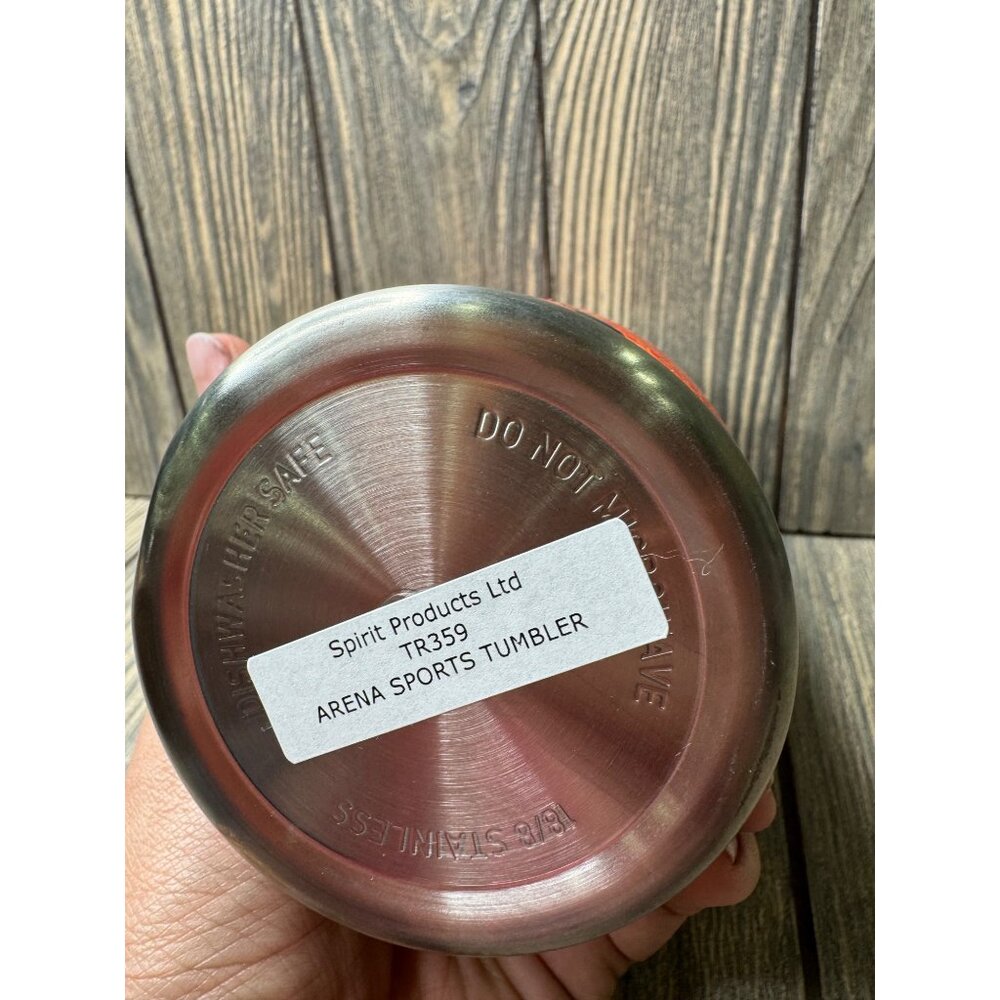 DISHWASHER SAFE
DO NOT MICROWAVE
Spirit Products Ltd
TR359
ARENA SPORTS TUMBLER
18/8 STAINLESS